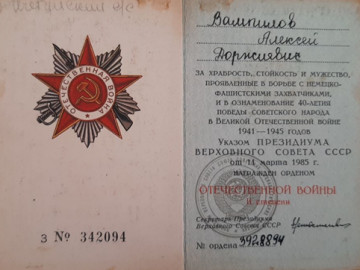 ОТЕЧЕСТВЕННАЯ ВОЙНА
З № 342094
Вампилов
Алексей
ЗА ХРАБРОСТЬ, СТОЙКОСТЬ И МУЖЕСТВО,
ПРОЯВЛЕННЫЕ В БОРЬБЕ С НЕМЕЦКО-
ФАШИСТСКИМИ ЗАХВАТЧИКАМИ,
И В ОЗНАМЕНОВАНИЕ 40-ЛЕТИЯ
ПОБЕДЫ СОВЕТСКОГО НАРОДА
В ВЕЛИКОЙ ОТЕЧЕСТВЕННОЙ ВОЙНЕ
1941—1945 ГОДОВ
Указом ПРЕЗИДИУМА
ВЕРХОВНОГО СОВЕТА СССР
от 11 марта 1985 г.
НАГРАЖДЕН ОРДЕНОМ
ОТЕЧЕСТВЕННОЙ ВОЙНЫ
II степени
Секретарь Президиума
Верховного Совета СССР
№ ордена 3928894